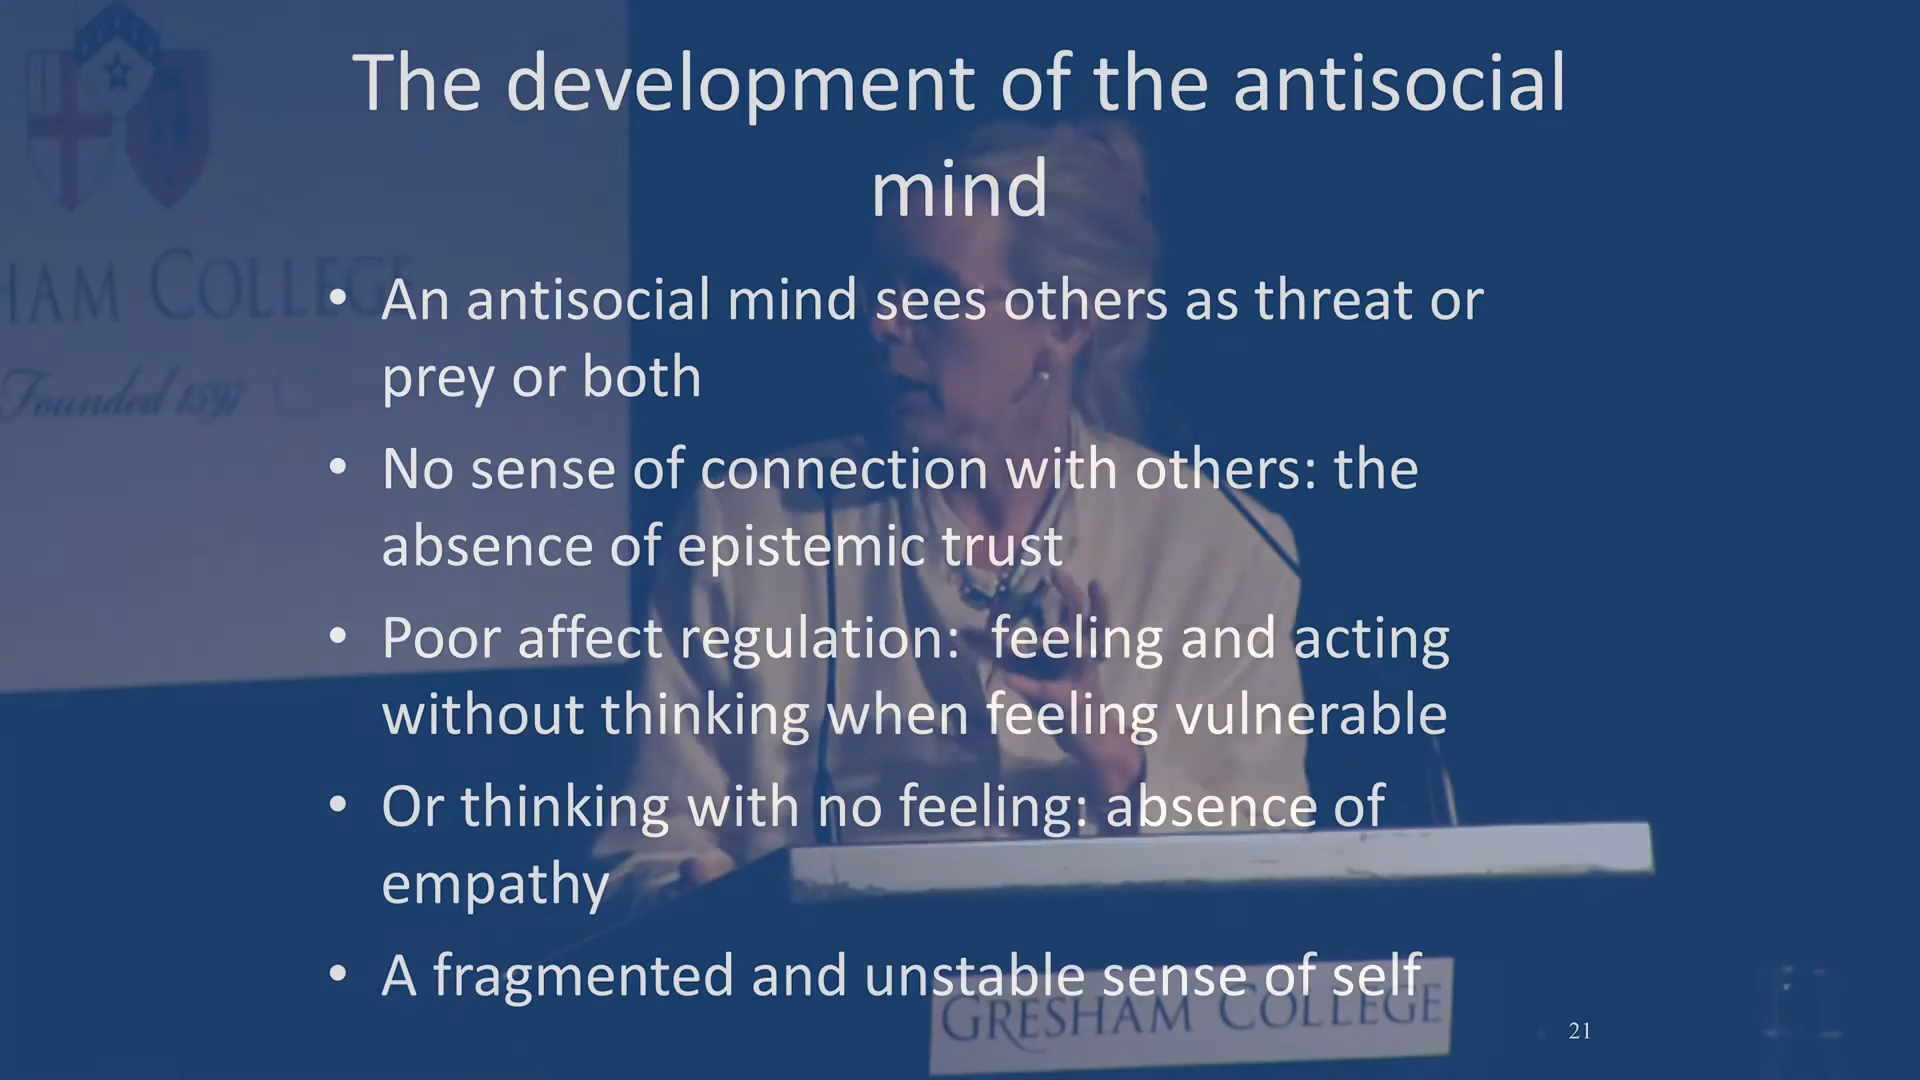 The development of the antisocial
mind
• An antisocial mind sees others as threat or
prey or both
• No sense of connection with others: the
absence of epistemic trust
• Poor affect regulation:  feeling and acting
without thinking when feeling vulnerable
• Or thinking with no feeling: absence of
empathy
• A fragmented and unstable sense of self
21
HAM COLLEGE
Founded 1597
GRESHAM COLLEGE